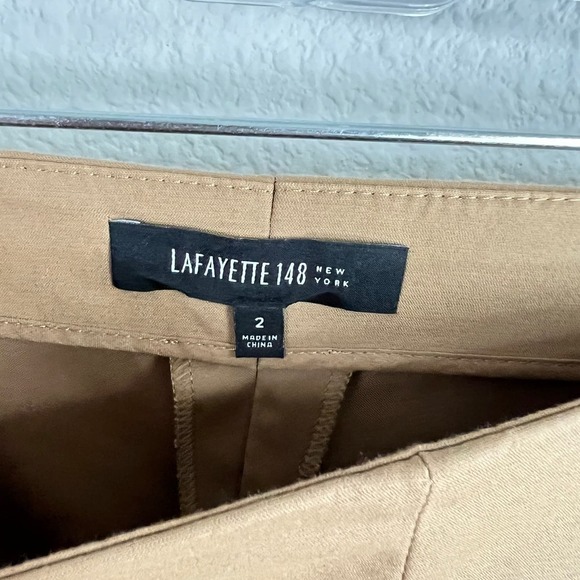 LAFAYETTE 148 NEW YORK
2
MADE IN
CHINA